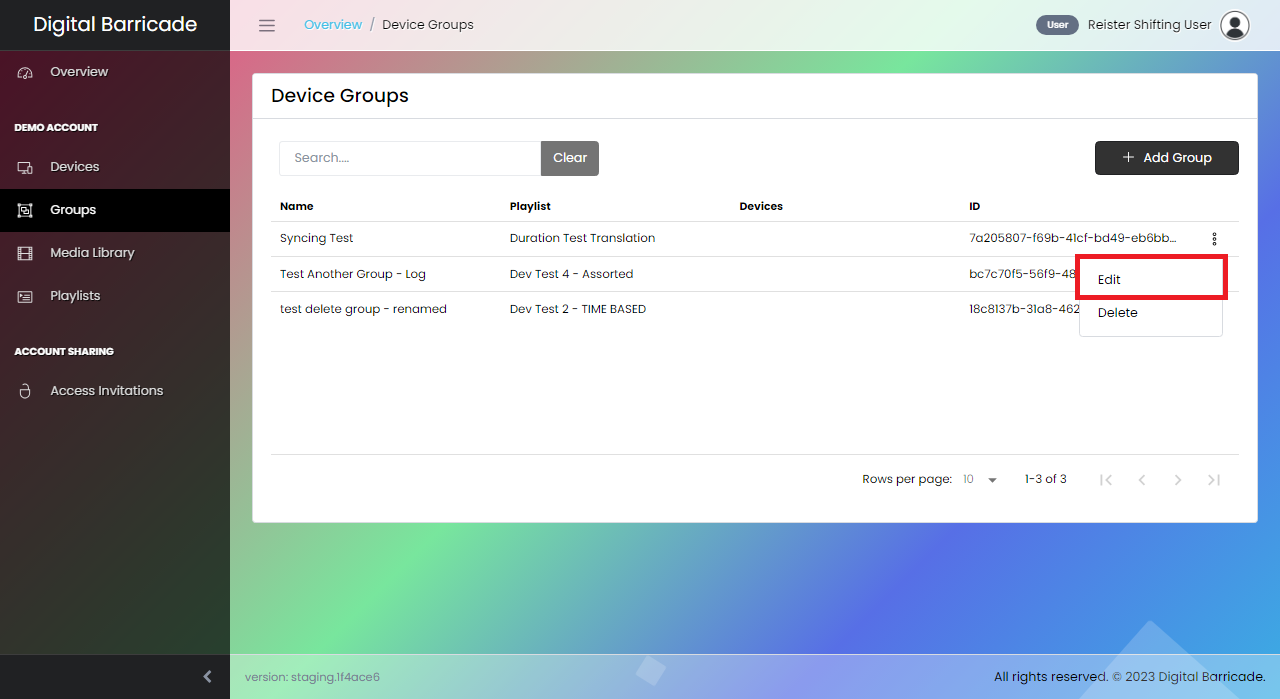 Digital Barricade
Overview / Device Groups
User Reister Shifting User
Overview
DEMO ACCOUNT
Devices
Groups
Media Library
Playlists
ACCOUNT SHARING
Access Invitations
Device Groups
Search....
Clear
Add Group
Name Playlist Devices ID
Syncing Test Duration Test Translation 7a205807-f69b-41cf-bd49-eb6bb...
Test Another Group - Log Dev Test 4 - Assorted bc7c70f5-56f9-48
test delete group - renamed Dev Test 2 - TIME BASED 18c8137b-31a8-462
Edit
Delete
Rows per page: 10 1-3 of 3
version: staging.1f4ace6
All rights reserved. © 2023 Digital Barricade.